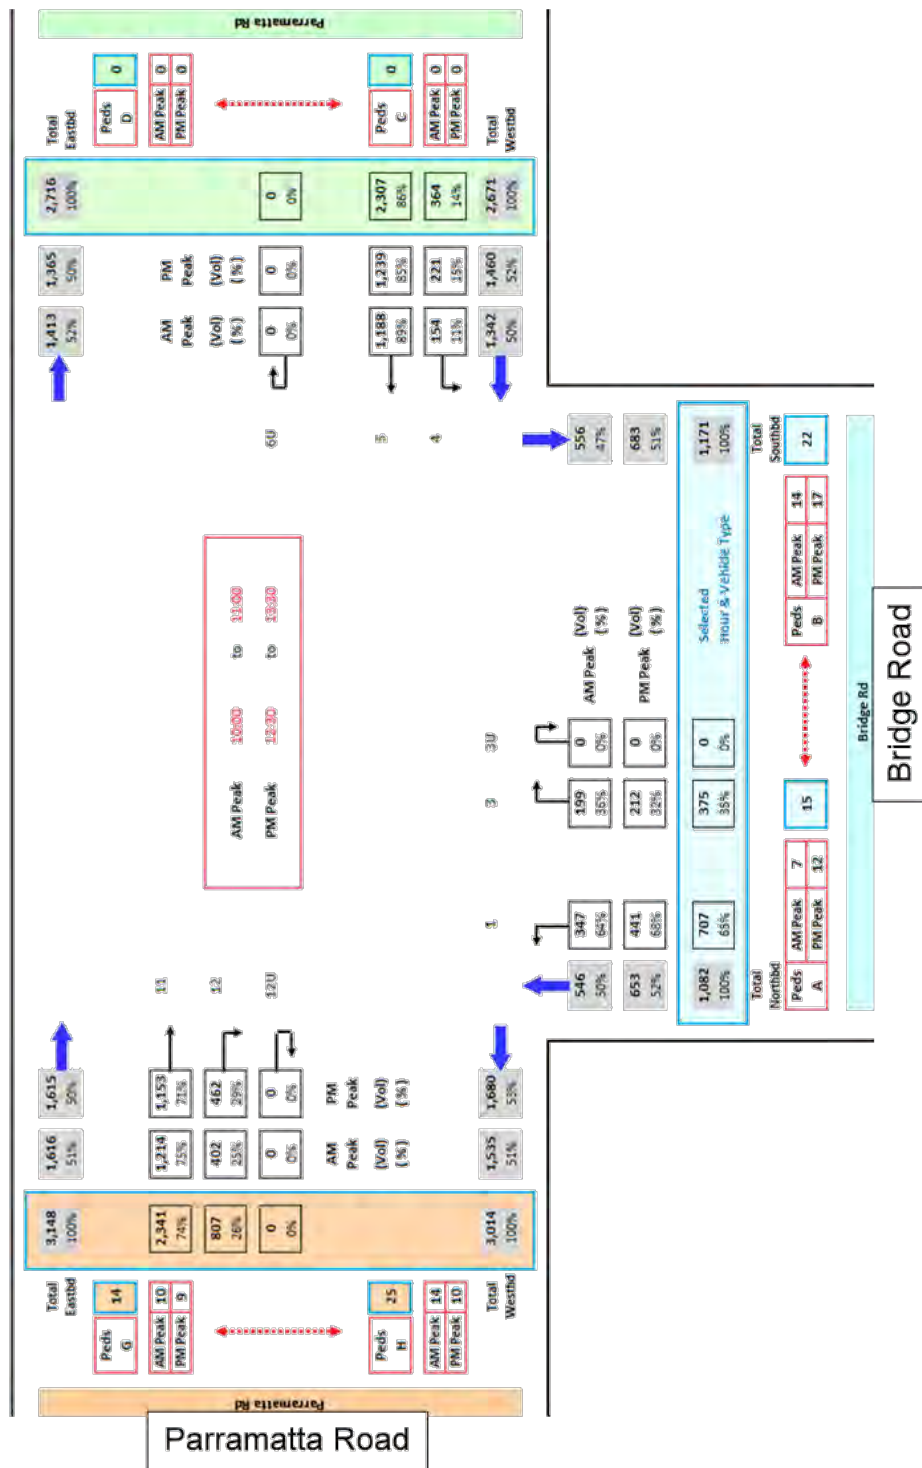 Parramatta Rd
Total
Eastbd
3,148
100%
1,616
51%
1,615
50%
1,413
52%
1,365
50%
2,716
100%
Total
Eastbd
Peds
G
14
AM Peak 10
PM Peak 9
Peds
D
0
AM Peak 0
PM Peak 0
2,341
74%
1,214
75%
1,153
71%
11
807
26%
402
25%
462
29%
12
0
0%
0
0%
0
0%
12U
AM
Peak
(Vol)
(%)
PM
Peak
(Vol)
(%)
AM Peak 10:00 to 11:00
PM Peak 12:30 to 13:30
AM
Peak
(Vol)
(%)
PM
Peak
(Vol)
(%)
6U
0
0%
0
0%
0
0%
5
1,188
89%
1,239
85%
2,307
86%
4
154
11%
221
15%
364
14%
Peds
H
25
AM Peak 14
PM Peak 10
Peds
C
0
AM Peak 0
PM Peak 0
Total
Westbd
3,014
100%
1,535
51%
1,680
53%
1,342
50%
1,460
52%
2,671
100%
Total
Westbd
Parramatta Rd
Parramatta Road
1
3
3U
546
50%
347
64%
199
36%
0
0%
AM Peak (Vol)
(%)
556
47%
653
52%
441
68%
212
32%
0
0%
PM Peak (Vol)
(%)
683
51%
1,082
100%
707
65%
375
35%
0
0%
Selected
Hour & Vehicle Type
1,171
100%
Total
Northbd
Total
Southbd
Peds
A
AM Peak 7
PM Peak 12
15
Peds
B
AM Peak 14
PM Peak 17
22
Bridge Rd
Bridge Road